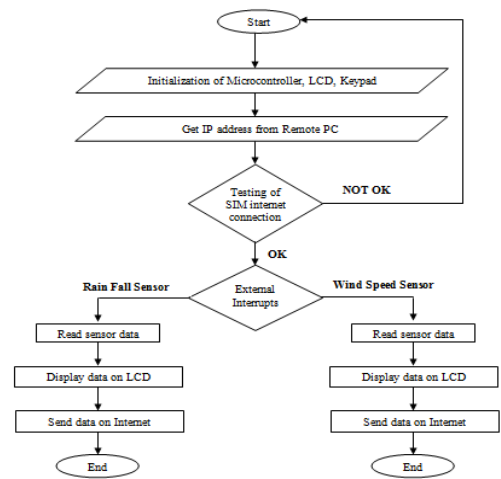 Start
Initialization of Microcontroller, LCD, Keypad
Get IP address from Remote PC
Testing of
SIM internet
connection
NOT OK
OK
Rain Fall Sensor
External
Interrupts
Wind Speed Sensor
Read sensor data
Display data on LCD
Send data on Internet
End
Read sensor data
Display data on LCD
Send data on Internet
End